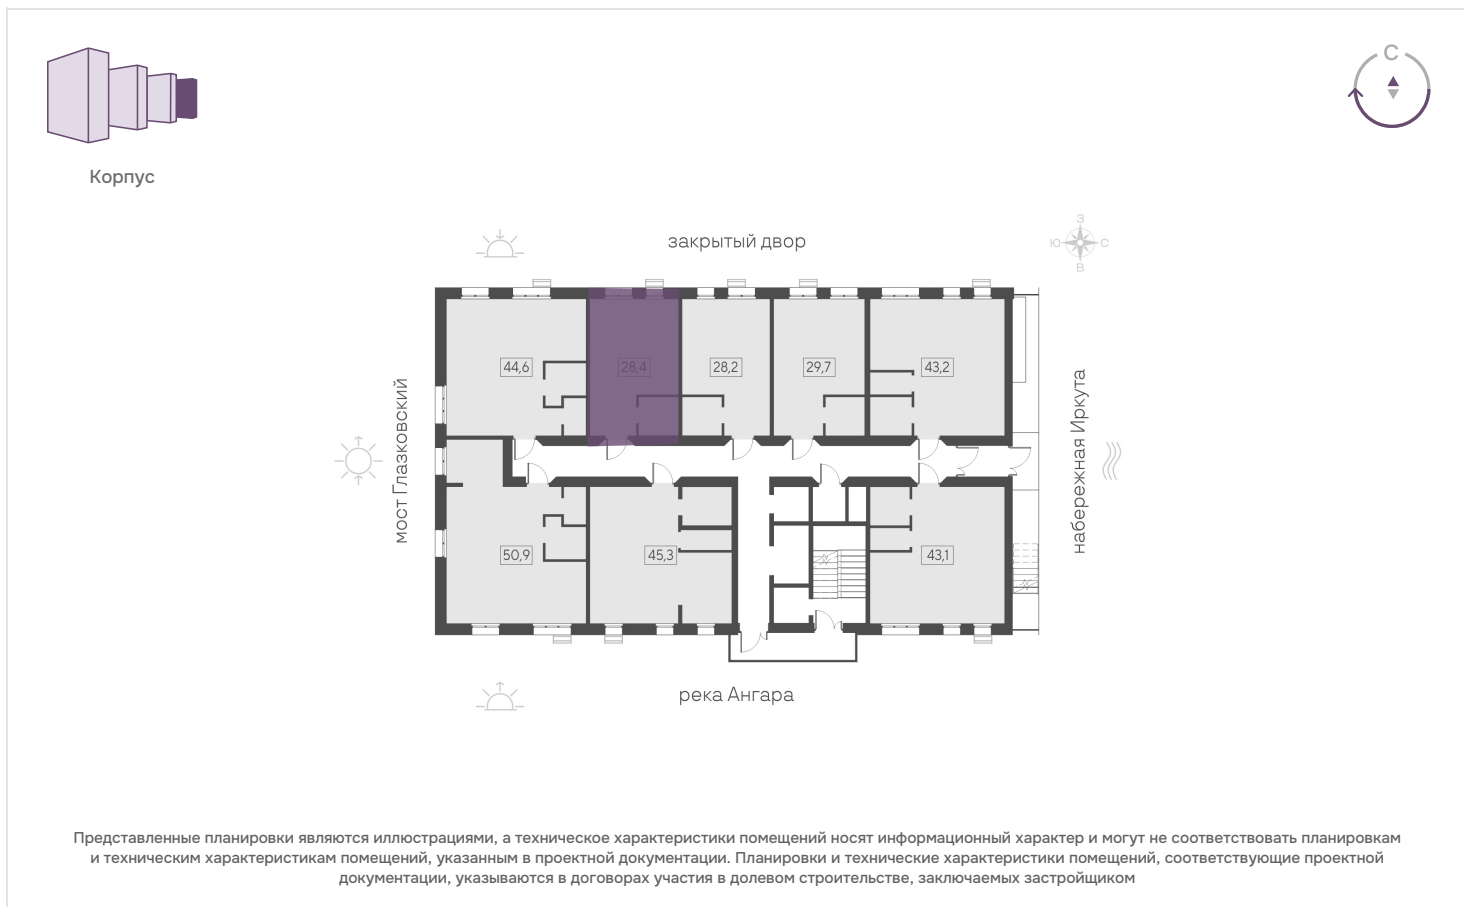 С
Корпус
закрытый двор
З
Ю
С
В
44,6
28,4
28,2
29,7
43,2
мост Глазковский
набережная Иркута
50,9
45,3
43,1
река Ангара
Представленные планировки являются иллюстрациями, а техническое характеристики помещений носят информационный характер и могут не соответствовать планировкам
и техническим характеристикам помещений, указанным в проектной документации. Планировки и технические характеристики помещений, соответствующие проектной
документации, указываются в договорах участия в долевом строительстве, заключаемых застройщиком